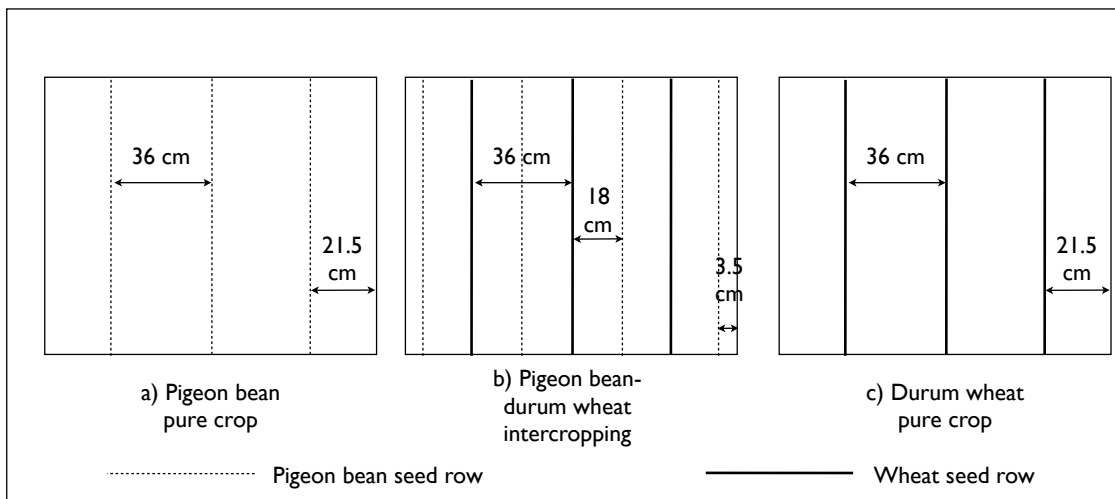 36 cm
21.5
cm
a) Pigeon bean
pure crop
36 cm
18
cm
3.5
cm
b) Pigeon bean-
durum wheat
intercropping
36 cm
21.5
cm
c) Durum wheat
pure crop
Pigeon bean seed row
Wheat seed row